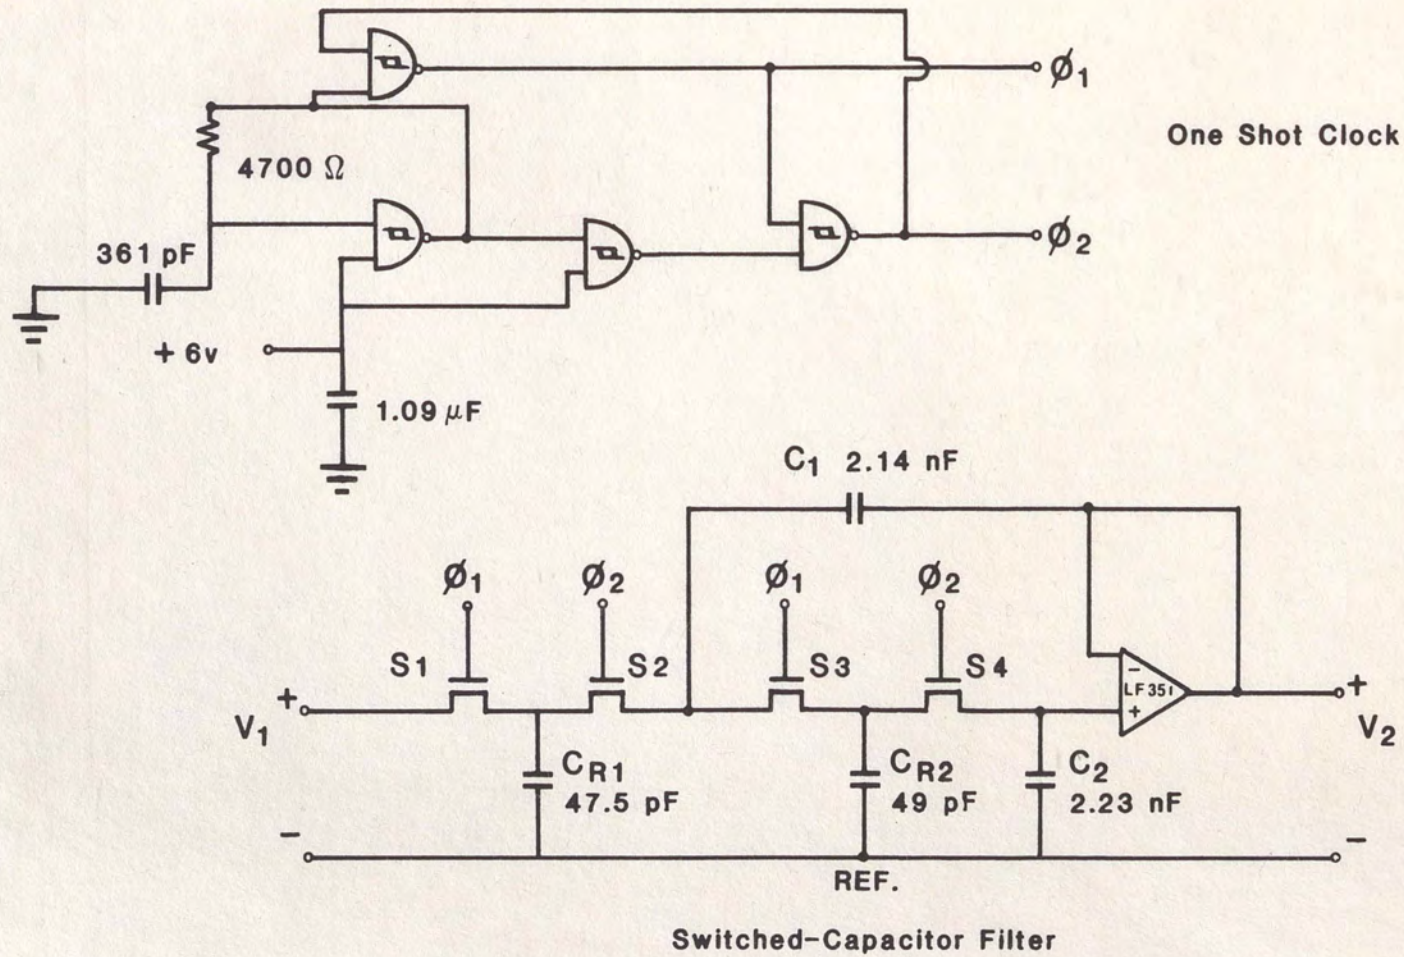 Ø1
One Shot Clock
4700 Ω
361 pF
Ø2
+ 6v
1.09 μF
C1 2.14 nF
Ø1
Ø2
Ø1
Ø2
S1
S2
S3
S4
+
V1
-
LF351
+
+
V2
CR1
47.5 pF
CR2
49 pF
C2
2.23 nF
-
-
REF.
Switched-Capacitor Filter